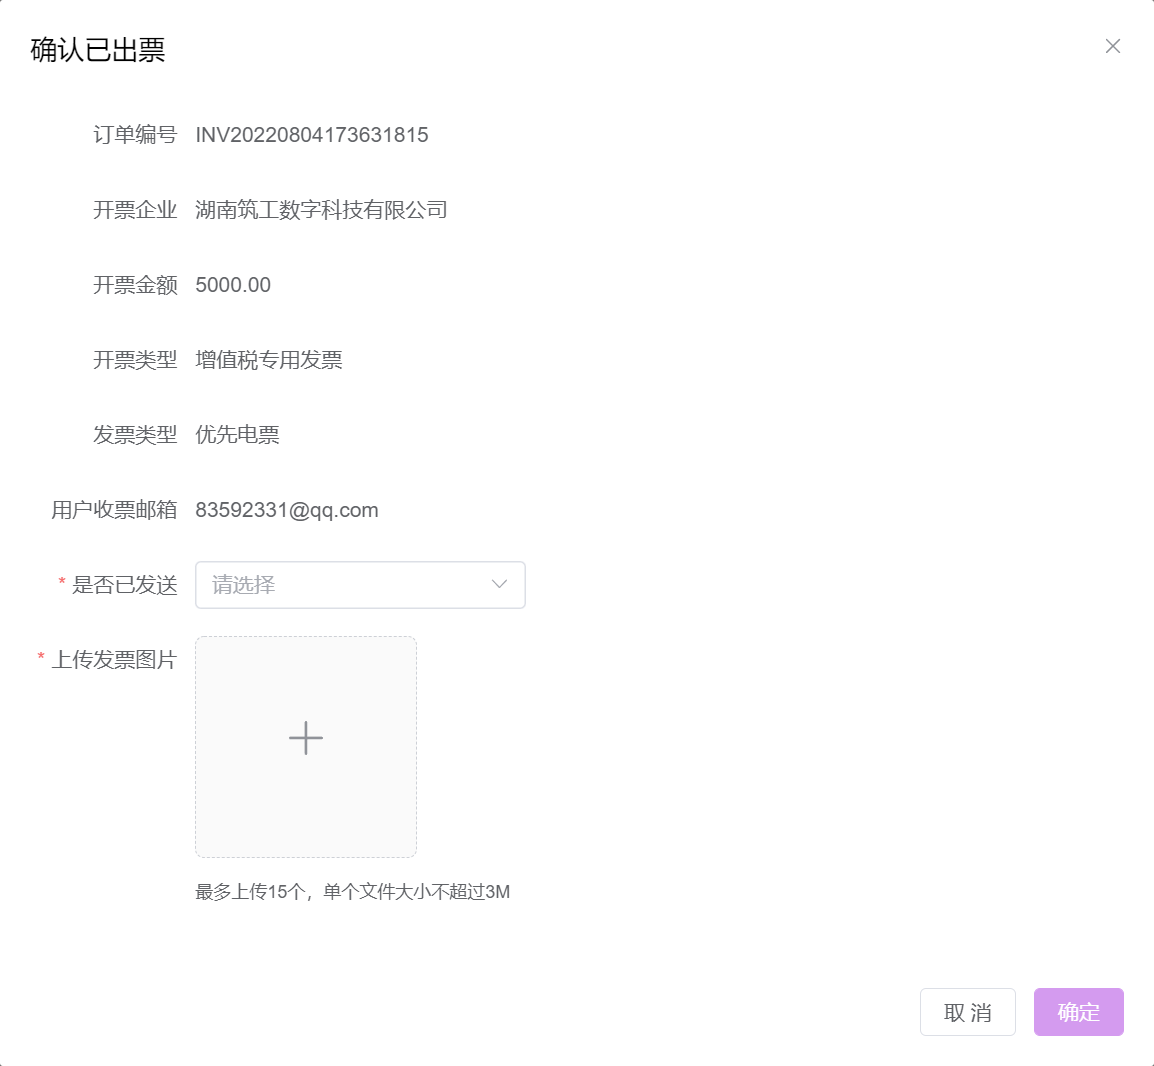 确认已出票
订单编号 INV20220804173631815
开票企业 湖南筑工数字科技有限公司
开票金额 5000.00
开票类型 增值税专用发票
发票类型 优先电票
用户收票邮箱 83592331@qq.com
* 是否已发送 请选择
* 上传发票图片
最多上传15个，单个文件大小不超过3M
取 消 确定